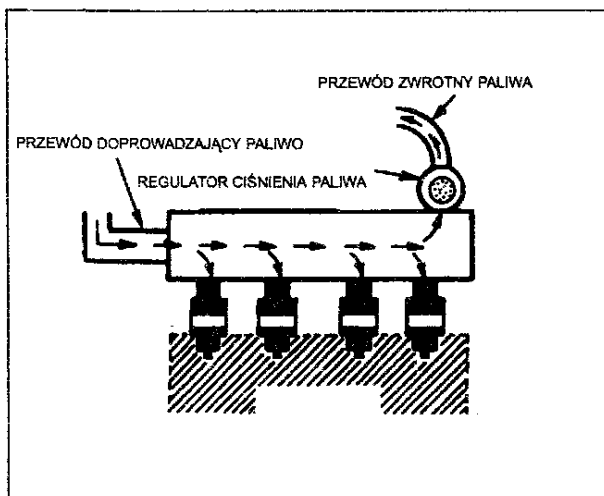 PRZEWÓD ZWROTNY PALIWA
PRZEWÓD DOPROWADZAJĄCY PALIWO
REGULATOR CIŚNIENIA PALIWA